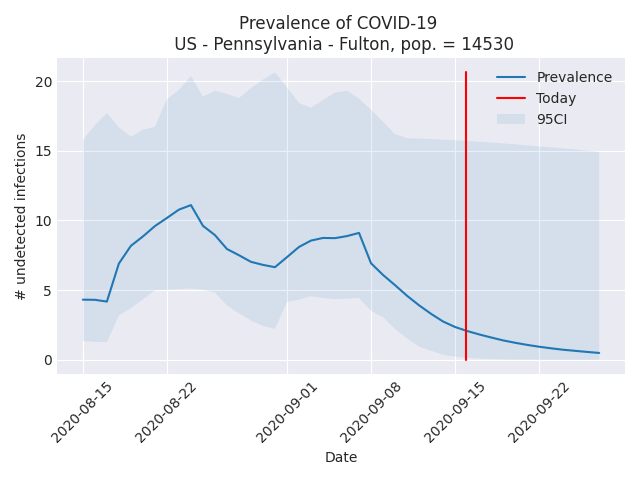 Prevalence of COVID-19
US - Pennsylvania - Fulton, pop. = 14530
Prevalence
Today
95CI
# undetected infections
20
15
10
5
0
2020-08-15
2020-08-22
2020-09-01
2020-09-08
2020-09-15
2020-09-22
Date